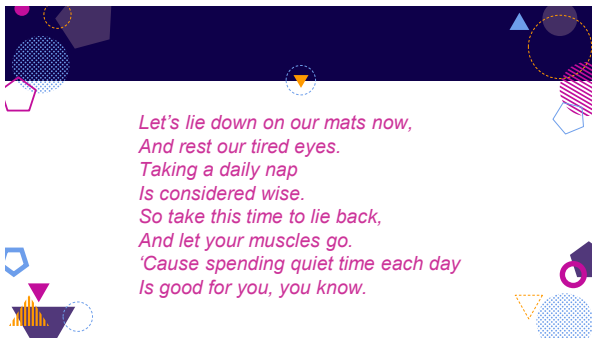 Let's lie down on our mats now,
And rest our tired eyes.
Taking a daily nap
Is considered wise.
So take this time to lie back,
And let your muscles go.
‘Cause spending quiet time each day
Is good for you, you know.